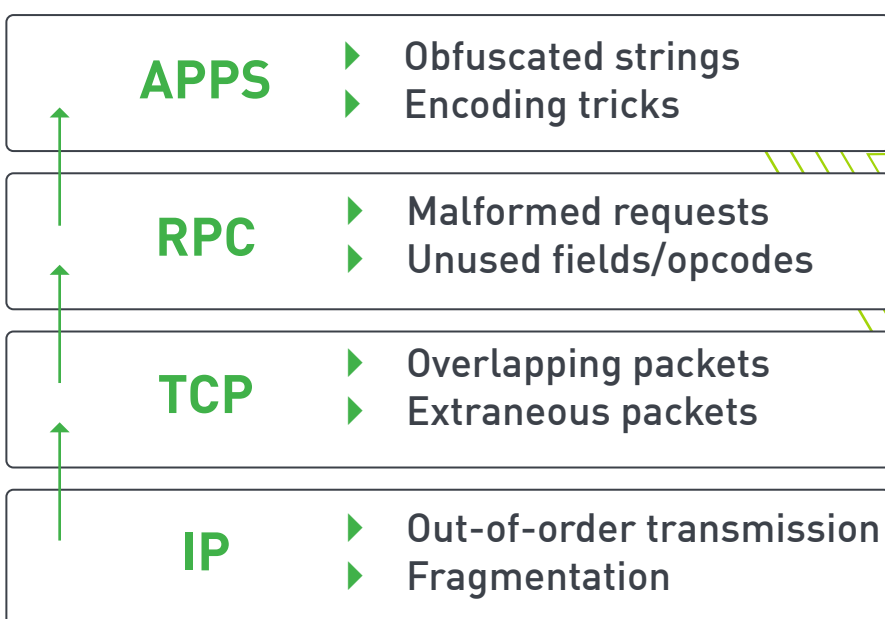 APPS
Obfuscated strings
Encoding tricks
RPC
Malformed requests
Unused fields/opcodes
TCP
Overlapping packets
Extraneous packets
IP
Out-of-order transmission
Fragmentation